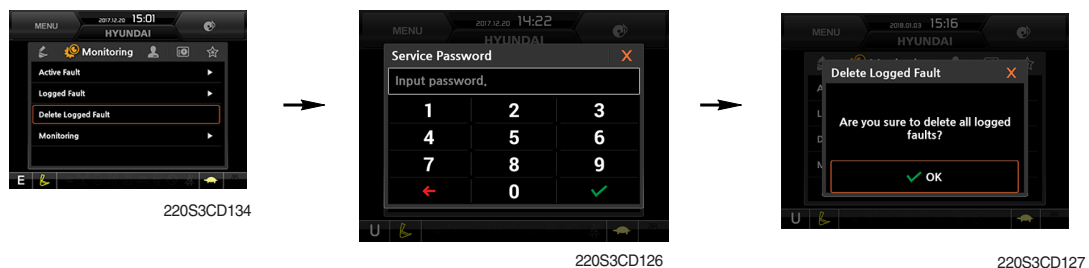 MENU
2017.12.20 15:01
HYUNDAI
Monitoring
Active Fault
Logged Fault
Delete Logged Fault
Monitoring
E
220S3CD134
MENU
2017.12.20 14:22
HYUNDAI
Service Password X
Input password.
1 2 3
4 5 6
7 8 9
0
U
220S3CD126
MENU
2018.01.03 15:16
HYUNDAI
Delete Logged Fault X
A
L
D
M
Are you sure to delete all logged
faults?
OK
U
220S3CD127